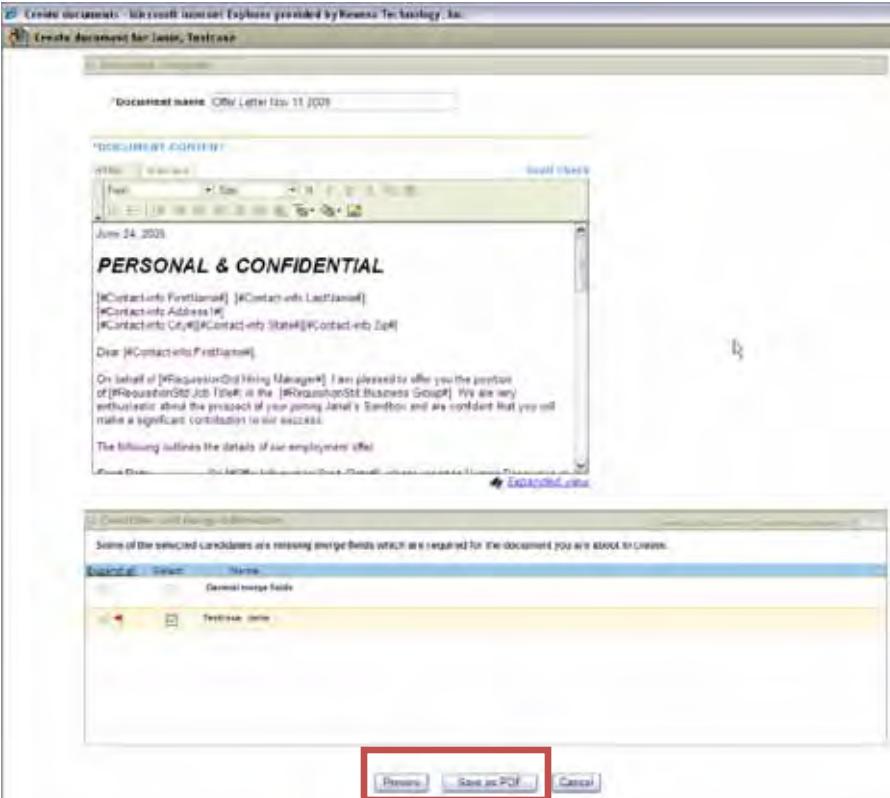 Create documents - Microsoft Internet Explorer provided by Kenexa Technology, Inc.
Create document for Janie, Testcase
*Document name Offer Letter Nov 11 2005
*DOCUMENT CONTENT
HTML
Font Size
June 24, 2005
PERSONAL & CONFIDENTIAL
[#Contact-info FirstName#] [#Contact-info LastName#]
[#Contact-info Address1#]
[#Contact-info City#][#Contact-info State#][#Contact-info Zip#]
Dear [#Contact-info FirstName#],
On behalf of [#RequisitionStd Hiring Manager#], I am pleased to offer you the position
of [#RequisitionStd Job Title#] in the [#RequisitionStd Business Group#]. We are very
enthusiastic about the prospect of your joining Janal's Sandbox and are confident that you will
make a significant contribution to our success.
The following outlines the details of our employment offer
Expanded view
Some of the selected candidates are missing merge fields which are required for the document you are about to create.
Expand all Select Name
General merge fields
Testcase, Janie
Preview Save as PDF Cancel